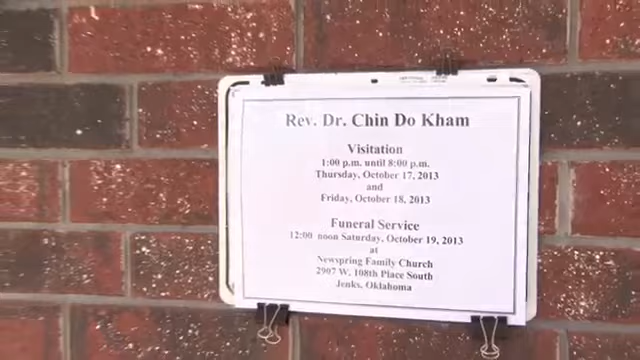 Rev. Dr. Chin Do Kham
Visitation
1:00 p.m. until 8:00 p.m.
Thursday, October 17, 2013
and
Friday, October 18, 2013
Funeral Service
12:00 noon Saturday, October 19, 2013
at
Newspring Family Church
2907 W. 108th Place South
Jenks, Oklahoma